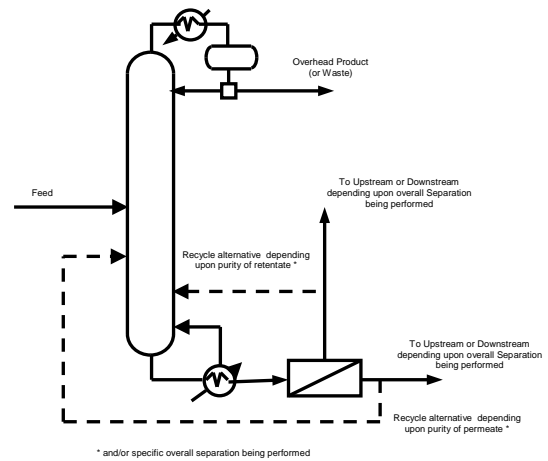 Overhead Product
(or Waste)
Feed
To Upstream or Downstream
depending upon overall Separation
being performed
Recycle alternative depending
upon purity of retentate *
To Upstream or Downstream
depending upon overall Separation
being performed
Recycle alternative depending
upon purity of permeate *
* and/or specific overall separation being performed